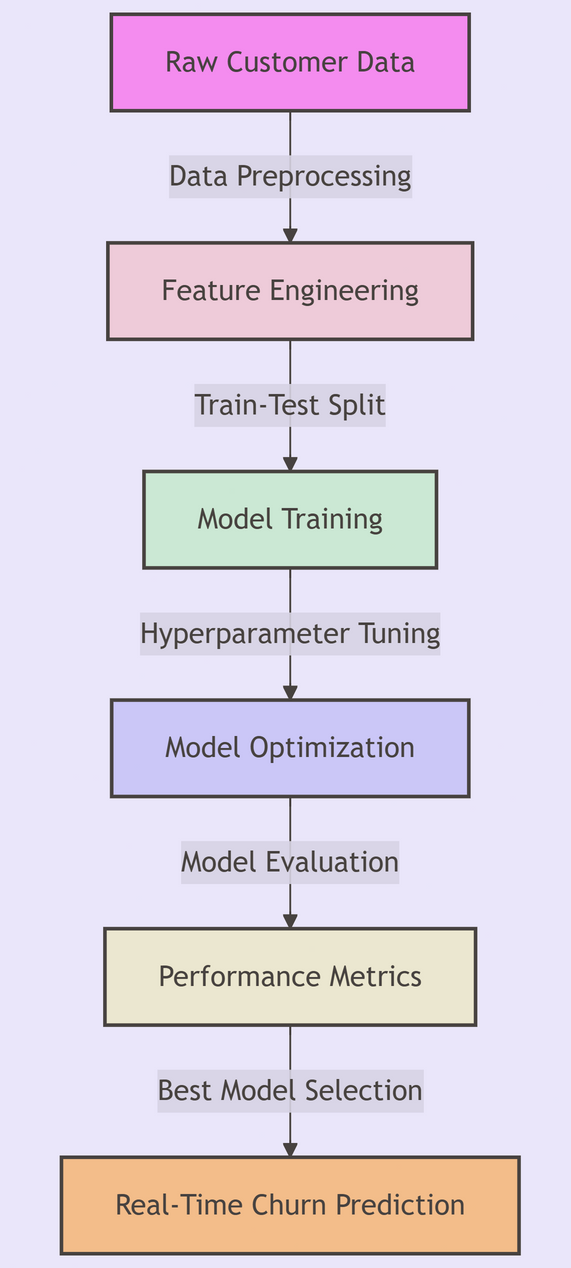 Raw Customer Data
Data Preprocessing
Feature Engineering
Train-Test Split
Model Training
Hyperparameter Tuning
Model Optimization
Model Evaluation
Performance Metrics
Best Model Selection
Real-Time Churn Prediction